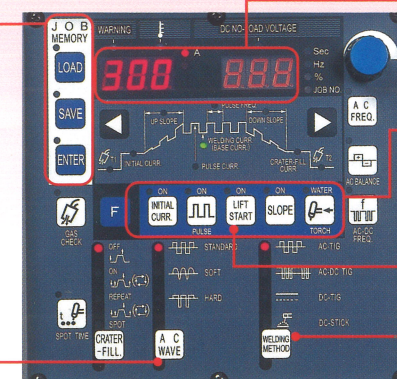 J O B
MEMORY
WARNING
DC NO-LOAD VOLTAGE
LOAD
SAVE
ENTER
300
888
A
Sec
Hz
%
JOB NO.
PULSE FREQ.
UP SLOPE
DOWN SLOPE
WELDING CURR.
(BASE CURR.)
T1
INITIAL CURR.
PULSE CURR.
CRATER-FILL
CURR.
T2
A C
FREQ.
AC BALANCE
GAS
CHECK
F
ON
ON
ON
ON
WATER
INITIAL
CURR.
LIFT
START
SLOPE
PULSE
TORCH
f
AC-DC
FREQ.
OFF
ON
REPEAT
SPOT
STANDARD
SOFT
HARD
AC-TIG
AC-DC TIG
DC-TIG
DC-STICK
t
SPOT TIME
CRATER
-FILL.
A C
WAVE
WELDING
METHOD